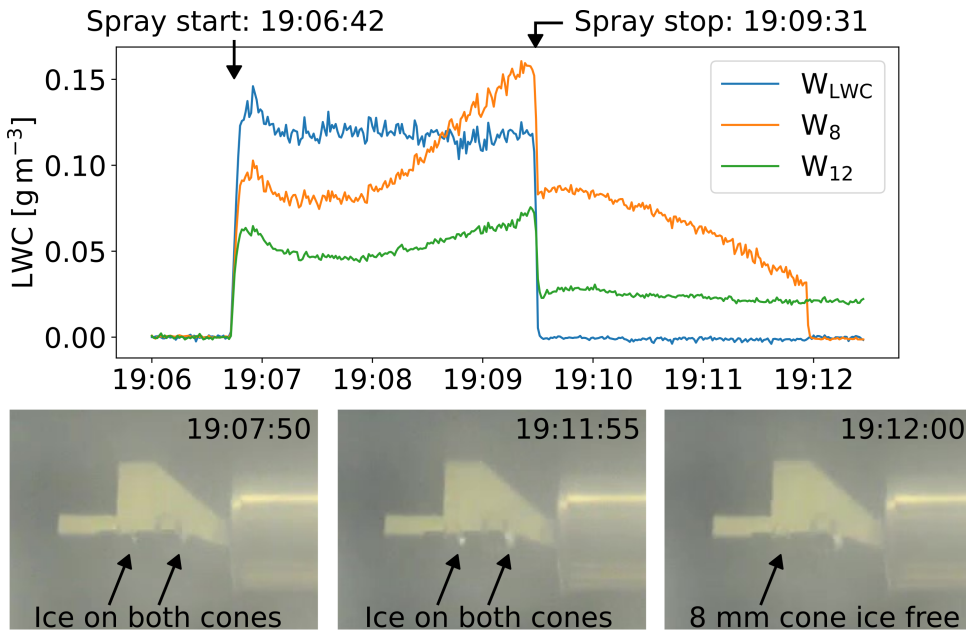 Spray start: 19:06:42
Spray stop: 19:09:31
LWC [g m⁻³]
0.15
0.10
0.05
0.00
W_LWC
W_8
W_12
19:06 19:07 19:08 19:09 19:10 19:11 19:12
19:07:50
Ice on both cones
19:11:55
Ice on both cones
19:12:00
8 mm cone ice free